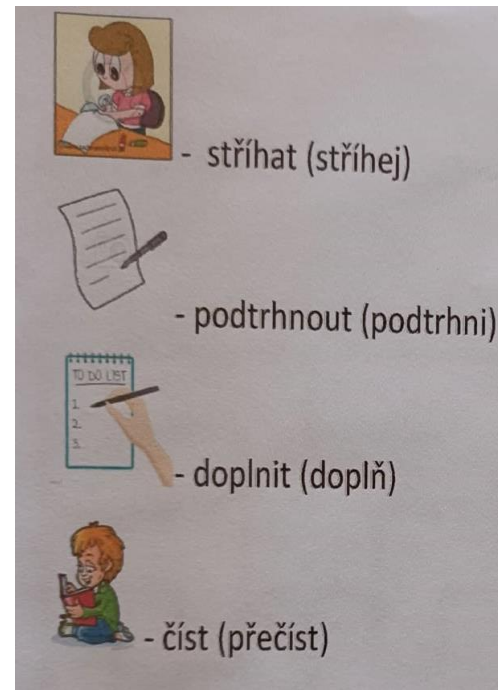 - stříhat (stříhej)
- podtrhnout (podtrhni)
TO DO LIST
1.
2.
3.
- doplnit (doplň)
- číst (přečíst)